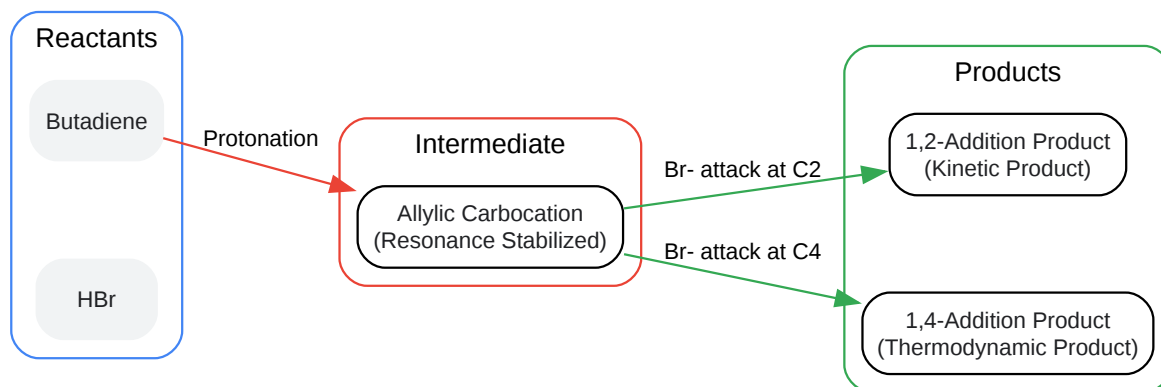 Reactants
Butadiene
HBr
Protonation
Intermediate
Allylic Carbocation
(Resonance Stabilized)
Br- attack at C2
Br- attack at C4
Products
1,2-Addition Product
(Kinetic Product)
1,4-Addition Product
(Thermodynamic Product)